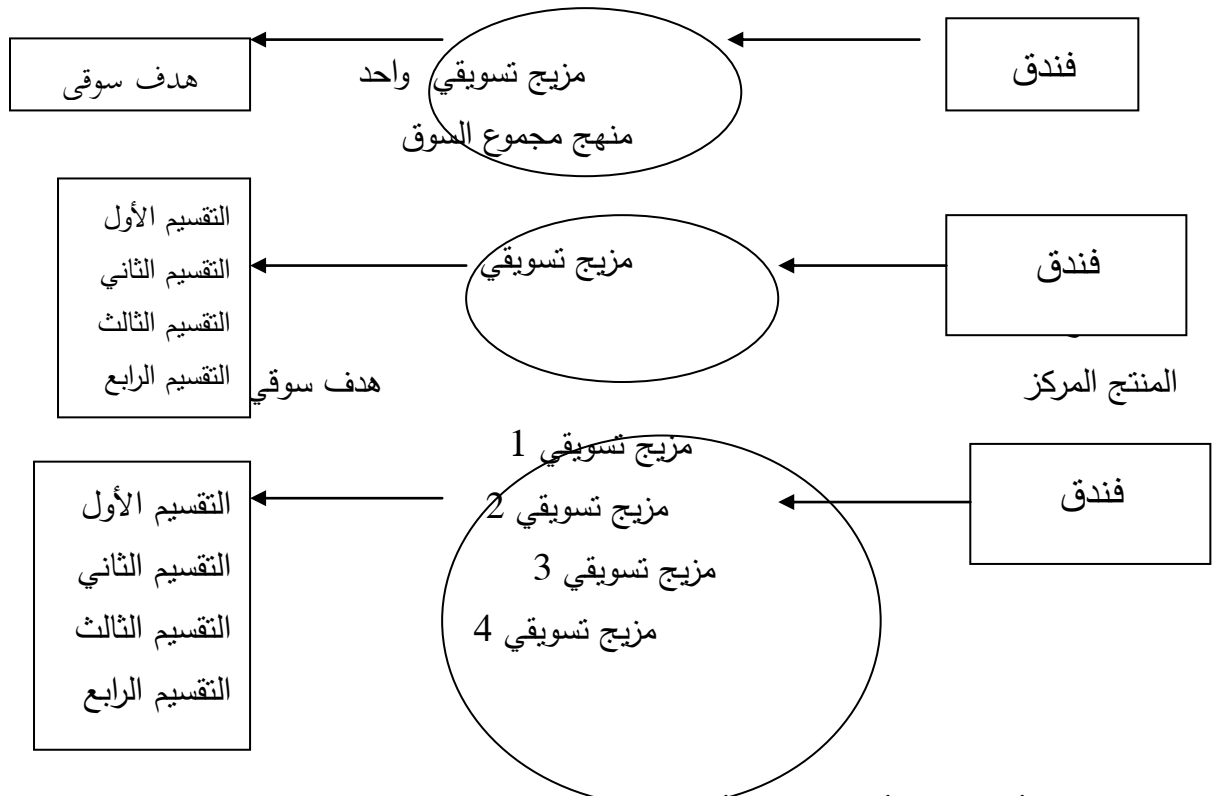 فندق
مزيج تسويقي واحد
هدف سوقى
منهج مجموع السوق
فندق
مزيج تسويقي
التقسيم الأول
التقسيم الثاني
التقسيم الثالث
التقسيم الرابع
المنتج المركز
هدف سوقي
فندق
مزيج تسويقي 1
مزيج تسويقي 2
مزيج تسويقي 3
مزيج تسويقي 4
التقسيم الأول
التقسيم الثاني
التقسيم الثالث
التقسيم الرابع